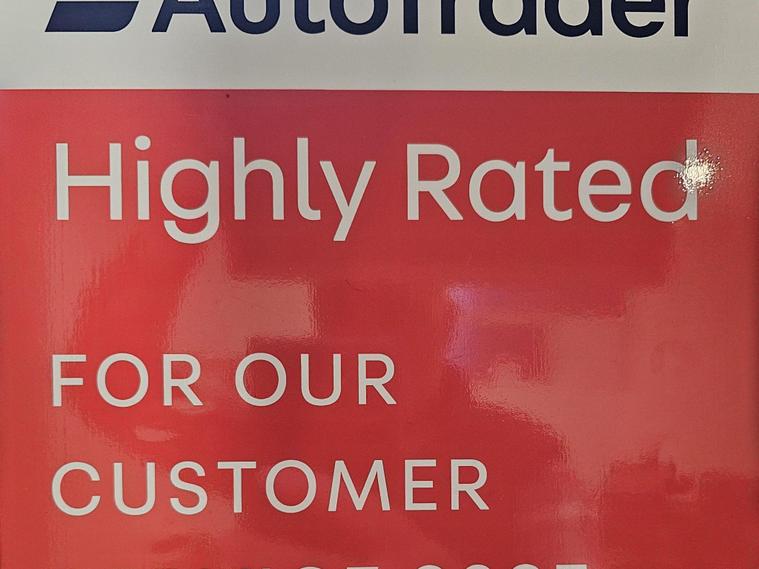 AutoTrader
Highly Rated
FOR OUR
CUSTOMER